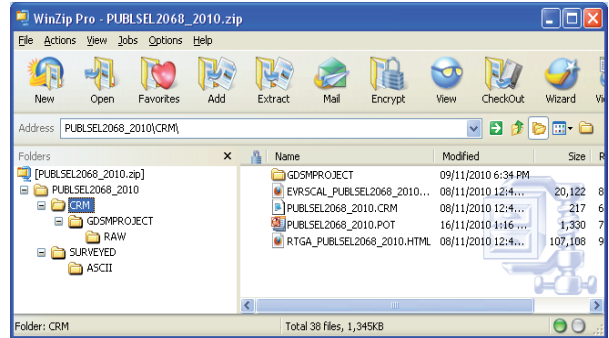 WinZip Pro - PUBLSEL2068_2010.zip
File Actions View Jobs Options Help
New Open Favorites Add Extract Mail Encrypt View CheckOut Wizard
Address PUBLSEL2068_2010\CRM\
Folders Name Modified Size
[PUBLSEL2068_2010.zip] GDSMPROJECT 09/11/2010 6:34 PM
PUBLSEL2068_2010 EVRSCAL_PUBLSEL2068_2010... 08/11/2010 12:4... 20,122 8
CRM PUBLSEL2068_2010.CRM 08/11/2010 12:4... 217 6
GDSMPROJECT PUBLSEL2068_2010.POT 16/11/2010 1:16 ... 1,330 7
RAW RTGA_PUBLSEL2068_2010.HTML 08/11/2010 12:4... 107,108 9
SURVEYED
ASCII
Folder: CRM Total 38 files, 1,345KB